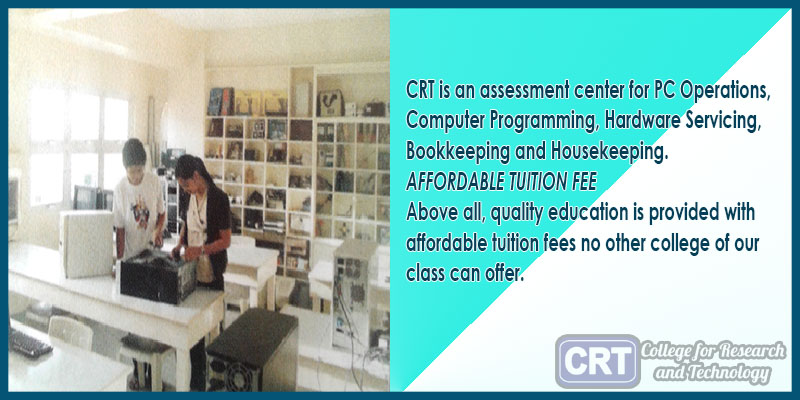 CRT is an assessment center for PC Operations,
Computer Programming, Hardware Servicing,
Bookkeeping and Housekeeping.
AFFORDABLE TUITION FEE
Above all, quality education is provided with
affordable tuition fees no other college of our
class can offer.
CRT College for Research
and Technology